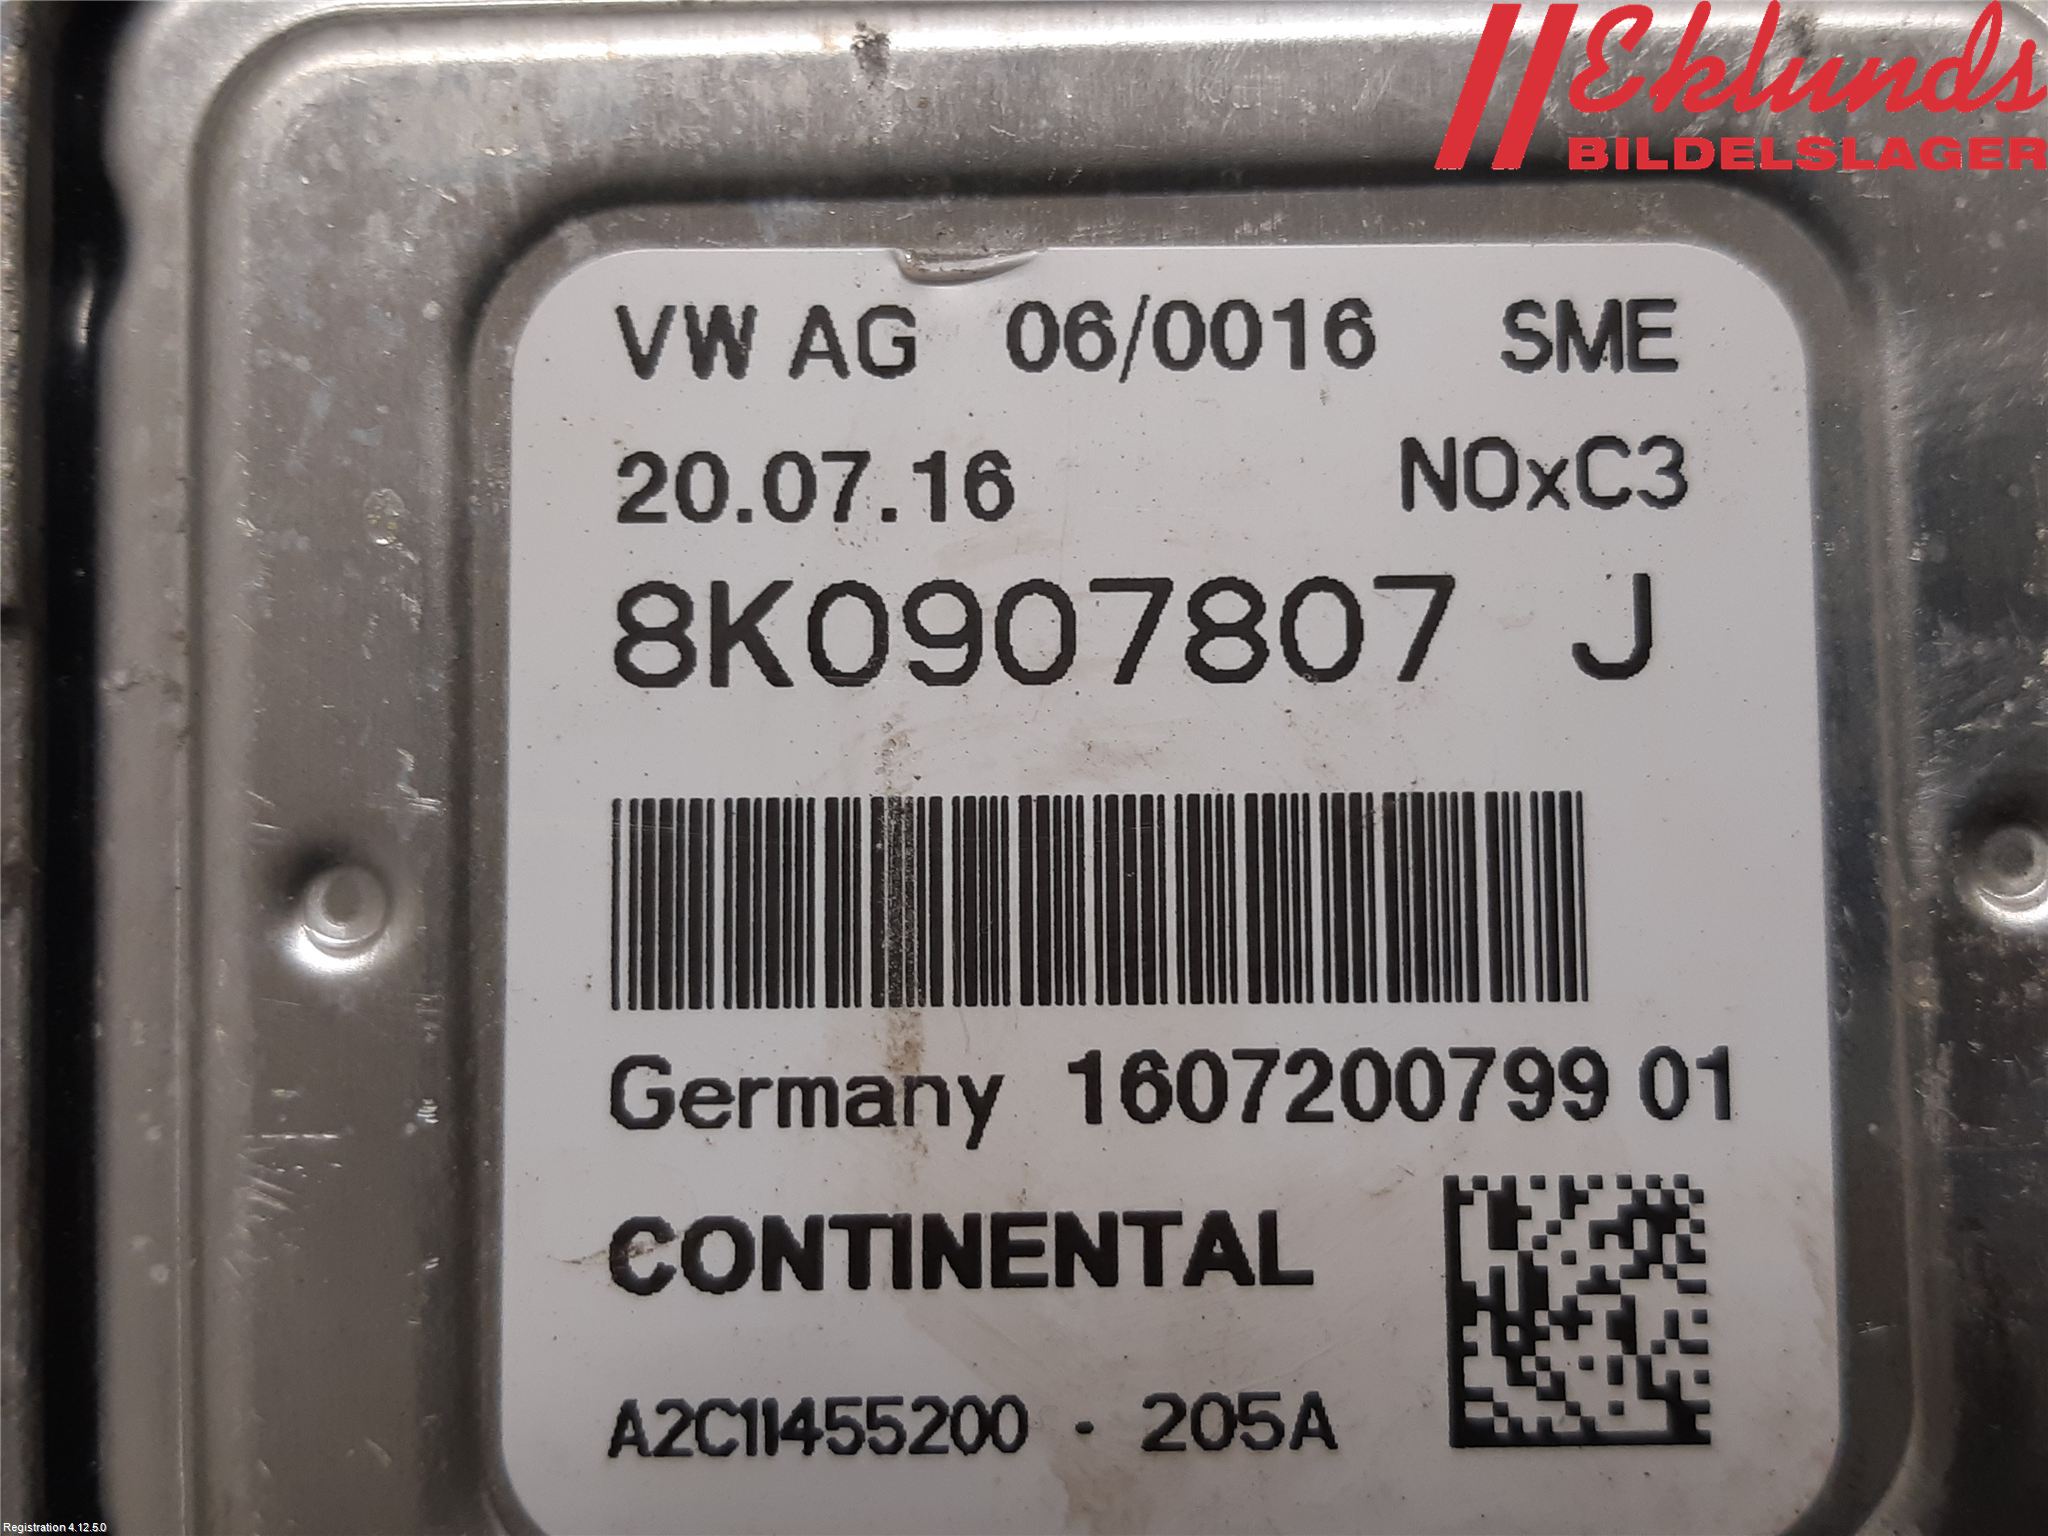 Eklunds
BILDELSLAGER
VW AG 06/0016 SME
20.07.16 NOxC3
8K0907807 J
Germany 1607200799 01
CONTINENTAL
A2C11455200 - 205A
Registration 4.12.5.0